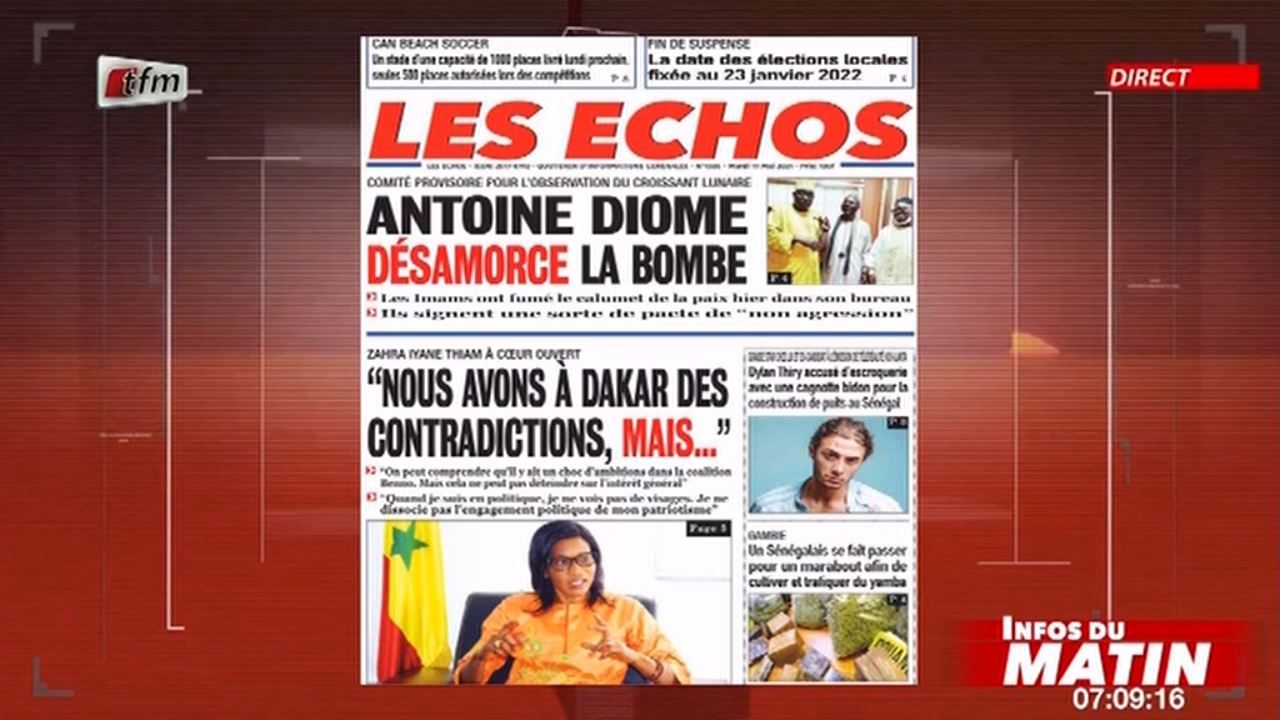 tfm
DIRECT
CAN BEACH SOCCER
Un stade d'une capacité de 1000 places livré lundi prochain,
seules 500 places autorisées lors des compétitions P 8
FIN DE SUSPENSE
La date des élections locales
fixée au 23 janvier 2022 P 4
LES ECHOS
COMITÉ PROVISOIRE POUR L'OBSERVATION DU CROISSANT LUNAIRE
ANTOINE DIOME
DÉSAMORCE LA BOMBE
P. 4
Les Imams ont fumé le calumet de la paix hier dans son bureau
Ils signent une sorte de pacte de "non agression"
ZAHRA IYANE THIAM À CŒUR OUVERT
"NOUS AVONS À DAKAR DES
CONTRADICTIONS, MAIS..."
"On peut comprendre qu'il y ait un choc d'ambitions dans la coalition
Benno. Mais cela ne peut pas déteindre sur l'intérêt général"
"Quand je suis en politique, je ne vois pas de visages. Je ne
dissocie pas l'engagement politique de mon patriotisme"
Page 5
Dylan Thiry accusé d'escroquerie
avec une cagnotte bidon pour la
construction de puits au Sénégal
P. 8
GAMBIE
Un Sénégalais se fait passer
pour un marabout afin de
cultiver et trafiquer du yamba
P. 4
INFOS DU
MATIN
07:09:16